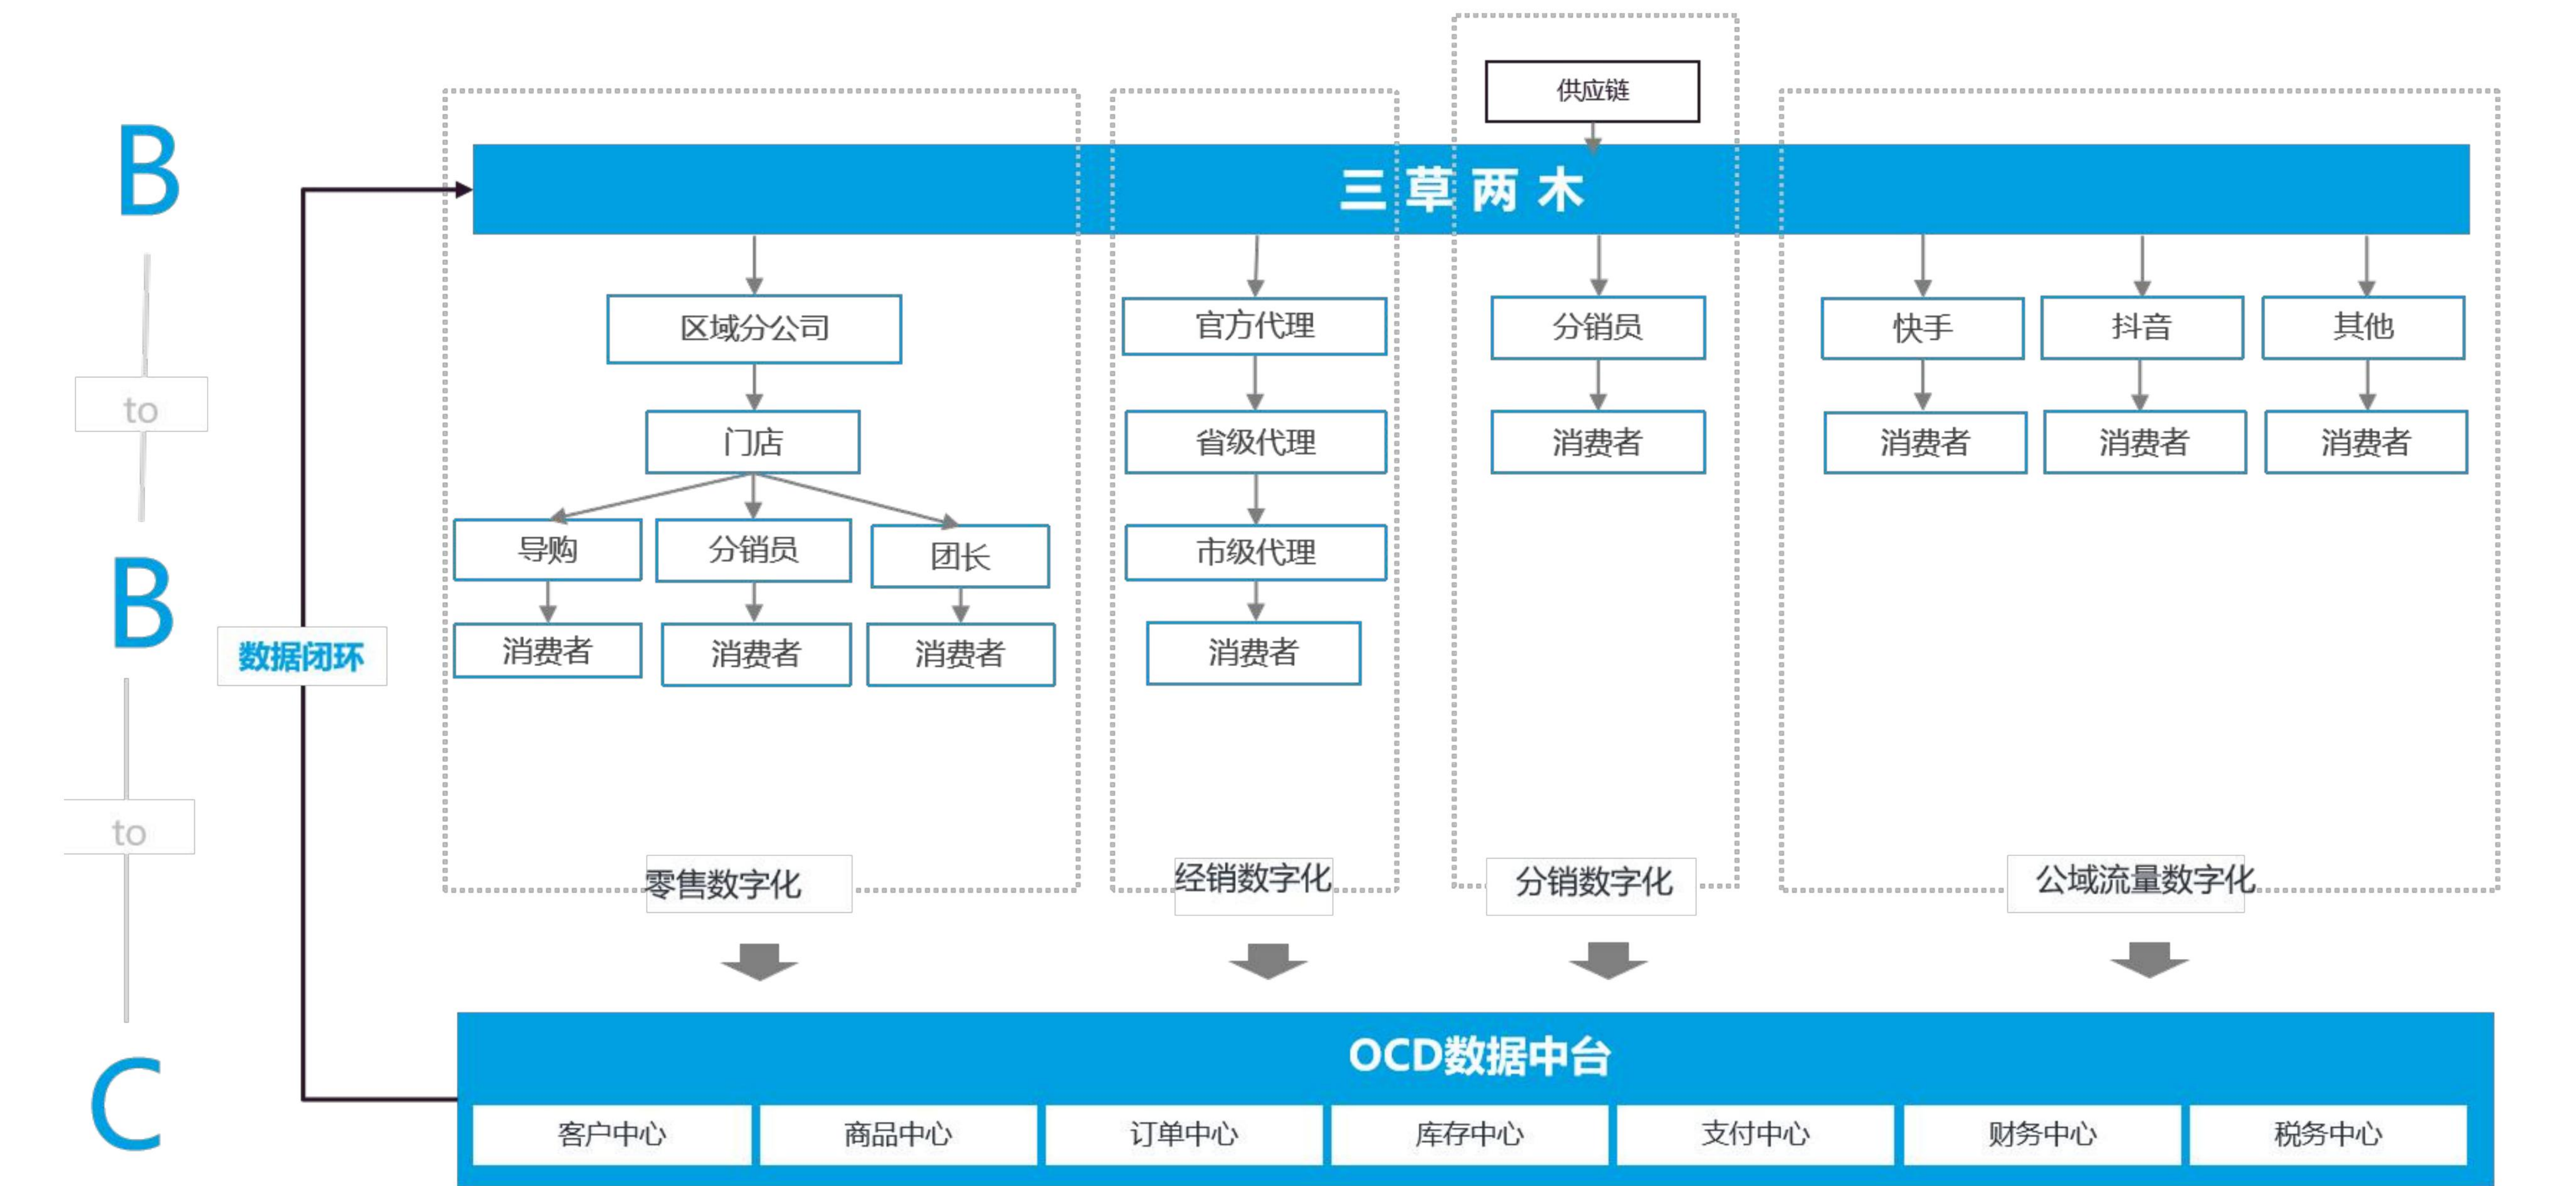 供应链
B
三草两木
区域分公司
官方代理
分销员
快手
抖音
其他
to
门店
省级代理
消费者
消费者
消费者
消费者
导购
分销员
团长
市级代理
B
数据闭环
消费者
消费者
消费者
消费者
to
零售数字化
经销数字化
分销数字化
公域流量数字化
C
OCD数据中台
客户中心
商品中心
订单中心
库存中心
支付中心
财务中心
税务中心